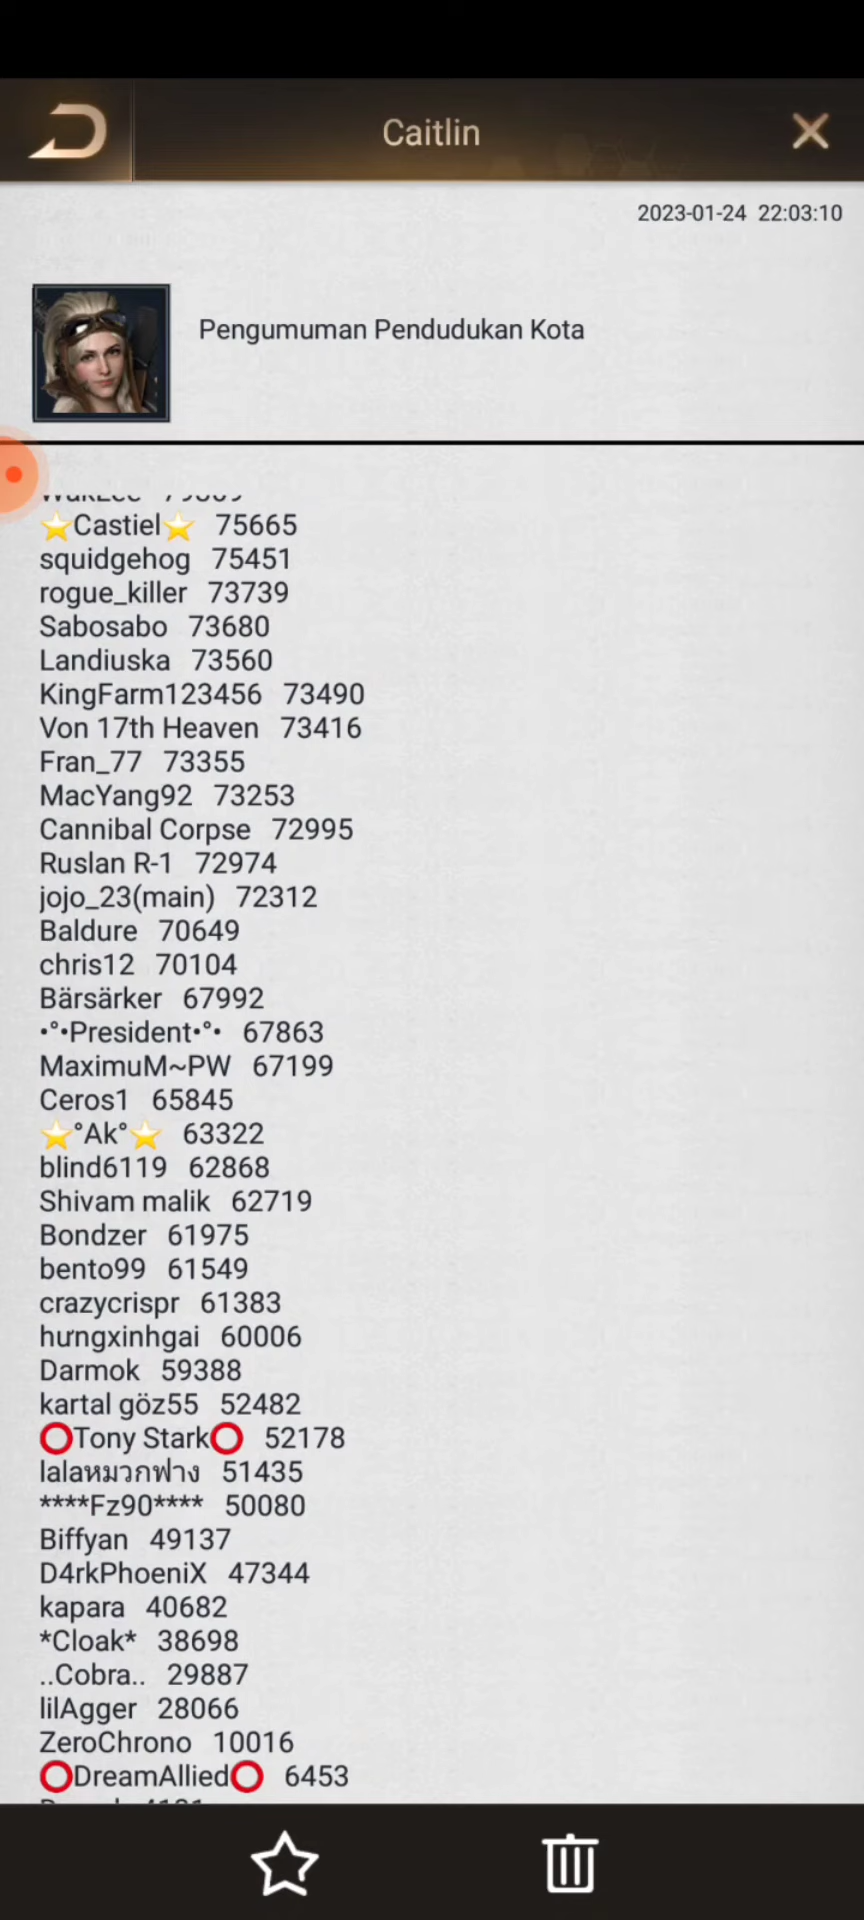 Caitlin
2023-01-24 22:03:10
Pengumuman Pendudukan Kota
⭐Castiel⭐ 75665
squidgehog 75451
rogue_killer 73739
Sabosabo 73680
Landiuska 73560
KingFarm123456 73490
Von 17th Heaven 73416
Fran_77 73355
MacYang92 73253
Cannibal Corpse 72995
Ruslan R-1 72974
jojo_23(main) 72312
Baldure 70649
chris12 70104
Bärsärker 67992
•°•President•°• 67863
MaximuM~PW 67199
Ceros1 65845
⭐°Ak°⭐ 63322
blind6119 62868
Shivam malik 62719
Bondzer 61975
bento99 61549
crazycrispr 61383
hưngxinhgai 60006
Darmok 59388
kartal göz55 52482
⭕Tony Stark⭕ 52178
lalaหมวกฟาง 51435
****Fz90**** 50080
Biffyan 49137
D4rkPhoeniX 47344
kapara 40682
*Cloak* 38698
..Cobra.. 29887
lilAgger 28066
ZeroChrono 10016
⭕DreamAllied⭕ 6453